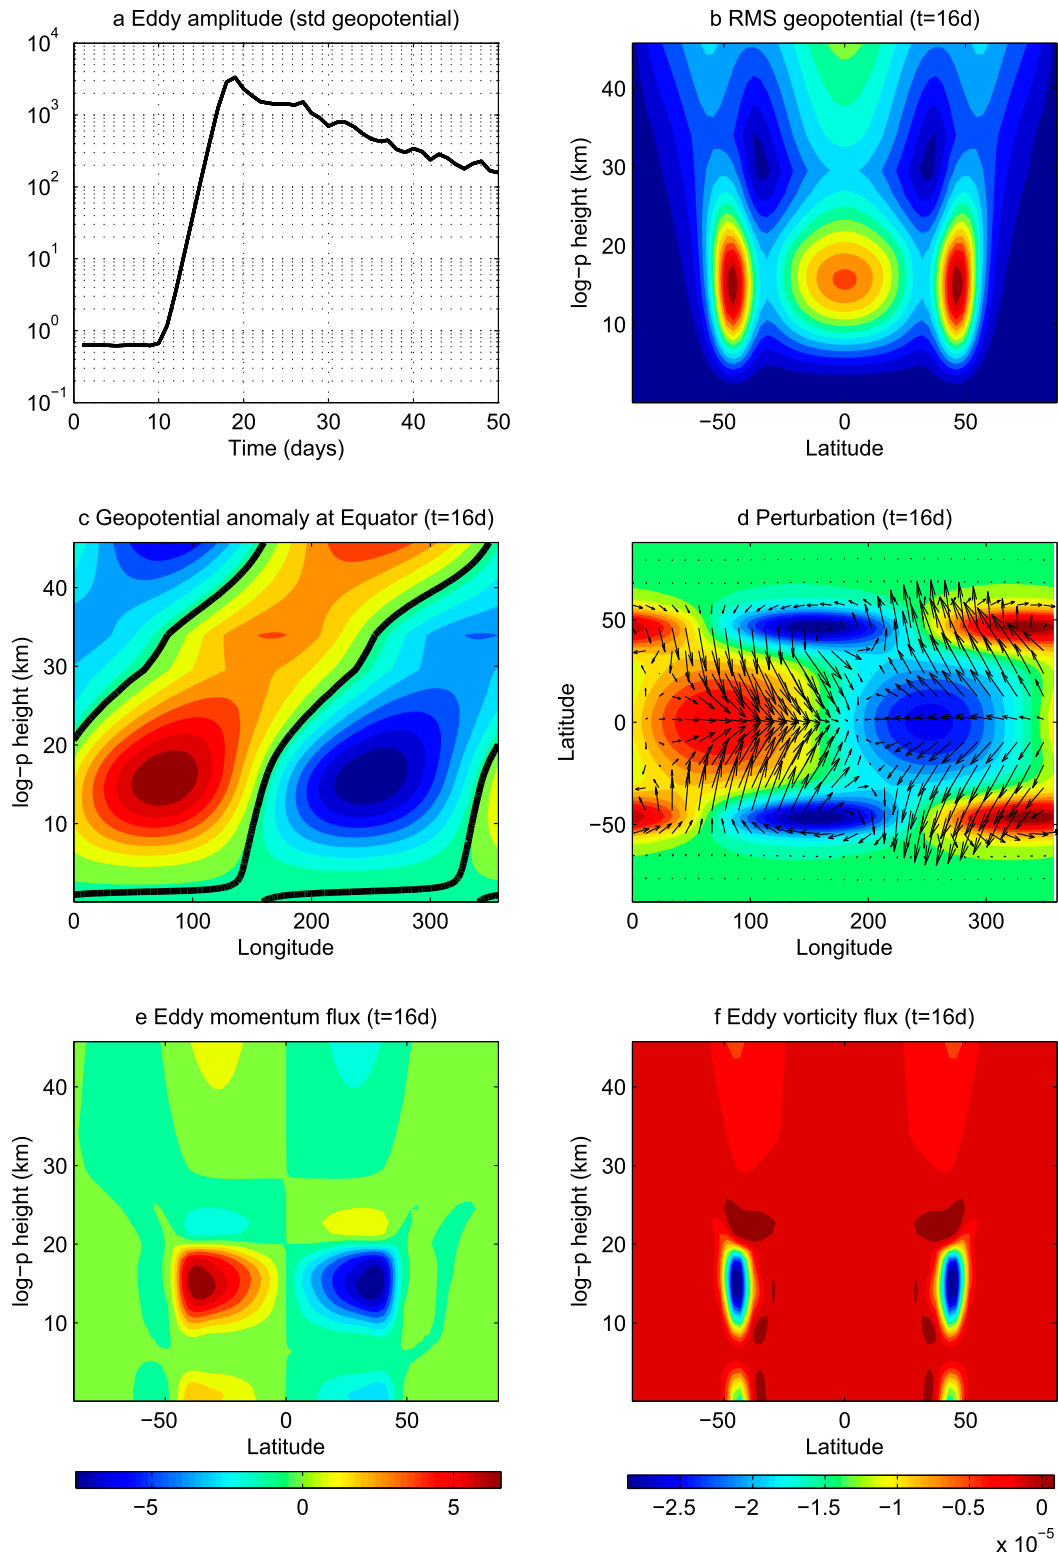 a Eddy amplitude (std geopotential)
10^4
10^3
10^2
10^1
10^0
10^−1
0 10 20 30 40 50
Time (days)
b RMS geopotential (t=16d)
log−p height (km)
40
30
20
10
−50 0 50
Latitude
c Geopotential anomaly at Equator (t=16d)
log−p height (km)
40
30
20
10
0 100 200 300
Longitude
d Perturbation (t=16d)
Latitude
50
0
−50
0 100 200 300
Longitude
e Eddy momentum flux (t=16d)
log−p height (km)
40
30
20
10
−50 0 50
Latitude
−5 0 5
f Eddy vorticity flux (t=16d)
log−p height (km)
40
30
20
10
−50 0 50
Latitude
−2.5 −2 −1.5 −1 −0.5 0
x 10^−5